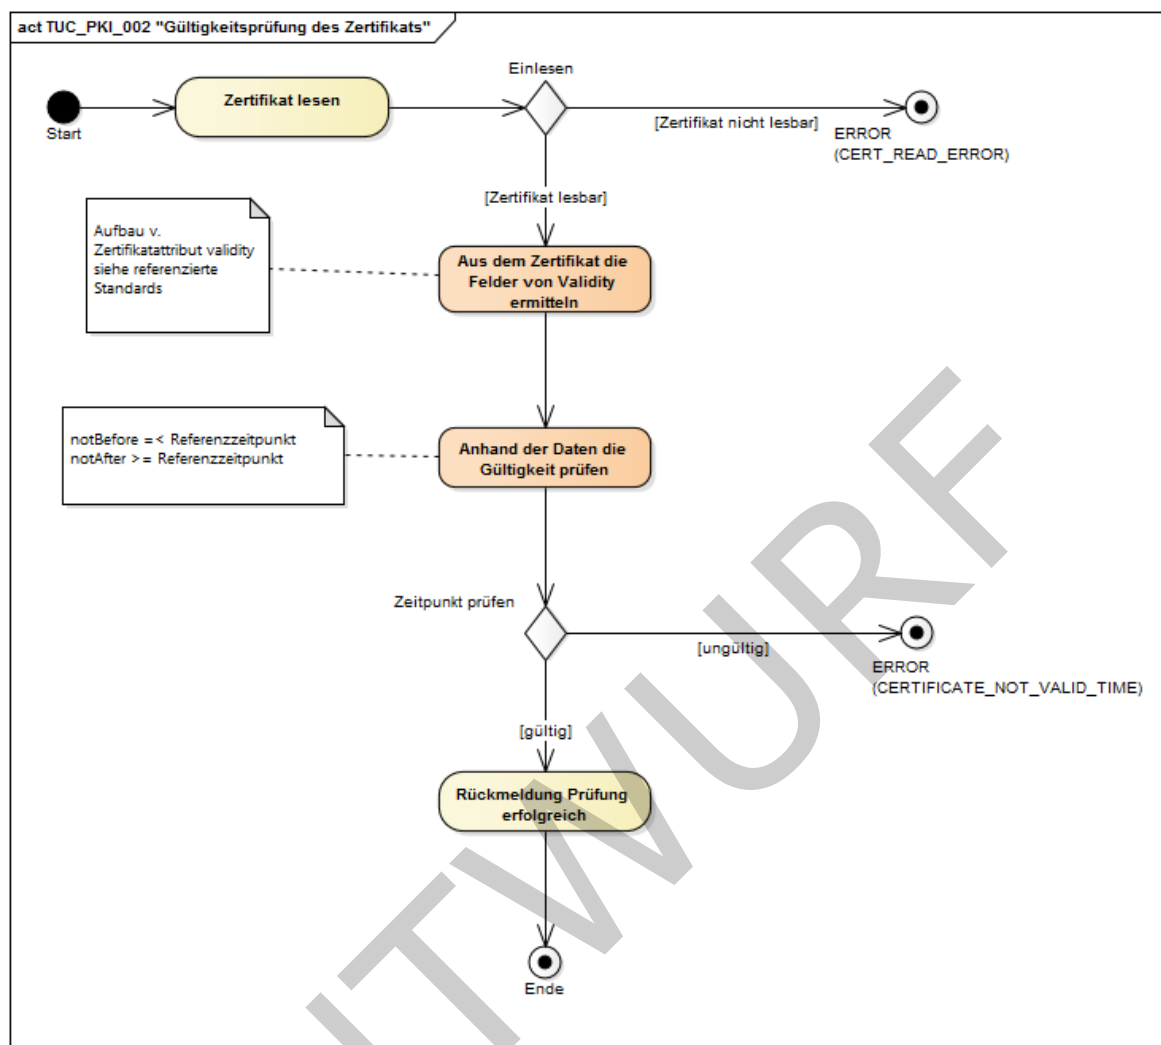 act TUC_PKI_002 "Gültigkeitsprüfung des Zertifikats"
Einlesen
Zertifikat lesen
Start
[Zertifikat nicht lesbar]
ERROR
(CERT_READ_ERROR)
[Zertifikat lesbar]
Aufbau v.
Zertifikatattribut validity
siehe referenzierte
Standards
Aus dem Zertifikat die
Felder von Validity
ermitteln
notBefore =< Referenzzeitpunkt
notAfter >= Referenzzeitpunkt
Anhand der Daten die
Gültigkeit prüfen
Zeitpunkt prüfen
[ungültig]
ERROR
(CERTIFICATE_NOT_VALID_TIME)
[gültig]
Rückmeldung Prüfung
erfolgreich
Ende
NTWURF